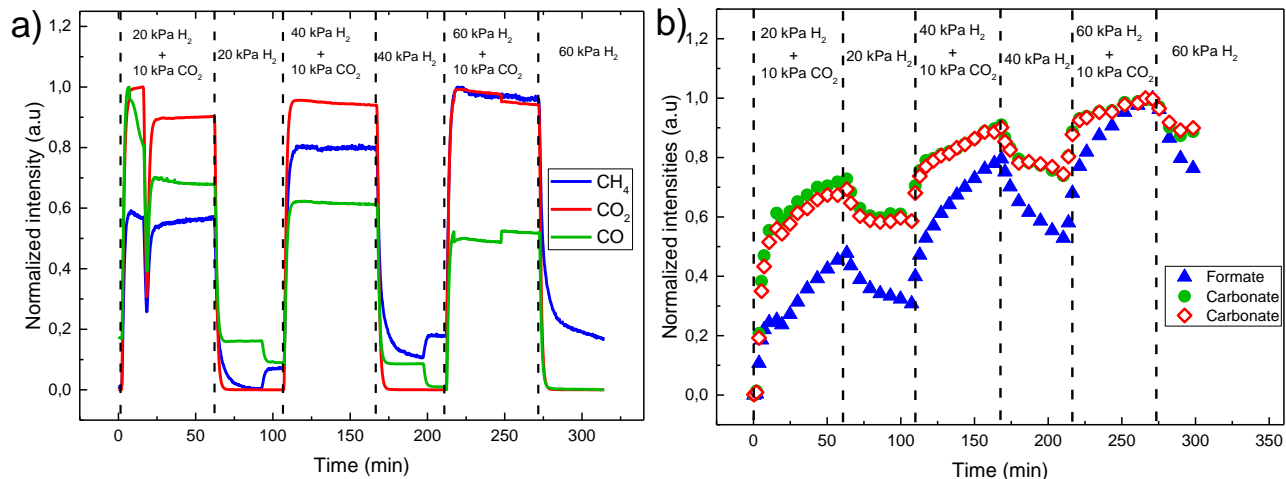 a)
20 kPa H₂
+
10 kPa CO₂
20 kPa H₂
40 kPa H₂
+
10 kPa CO₂
40 kPa H₂
60 kPa H₂
+
10 kPa CO₂
60 kPa H₂
Normalized intensity (a.u)
1,2
1,0
0,8
0,6
0,4
0,2
0,0
CH₄
CO₂
CO
0 50 100 150 200 250 300
Time (min)
b)
20 kPa H₂
+
10 kPa CO₂
20 kPa H₂
40 kPa H₂
+
10 kPa CO₂
40 kPa H₂
60 kPa H₂
+
10 kPa CO₂
60 kPa H₂
Normalized intensities (a.u)
1,2
1,0
0,8
0,6
0,4
0,2
0,0
Formate
Carbonate
Carbonate
0 50 100 150 200 250 300 350
Time (min)